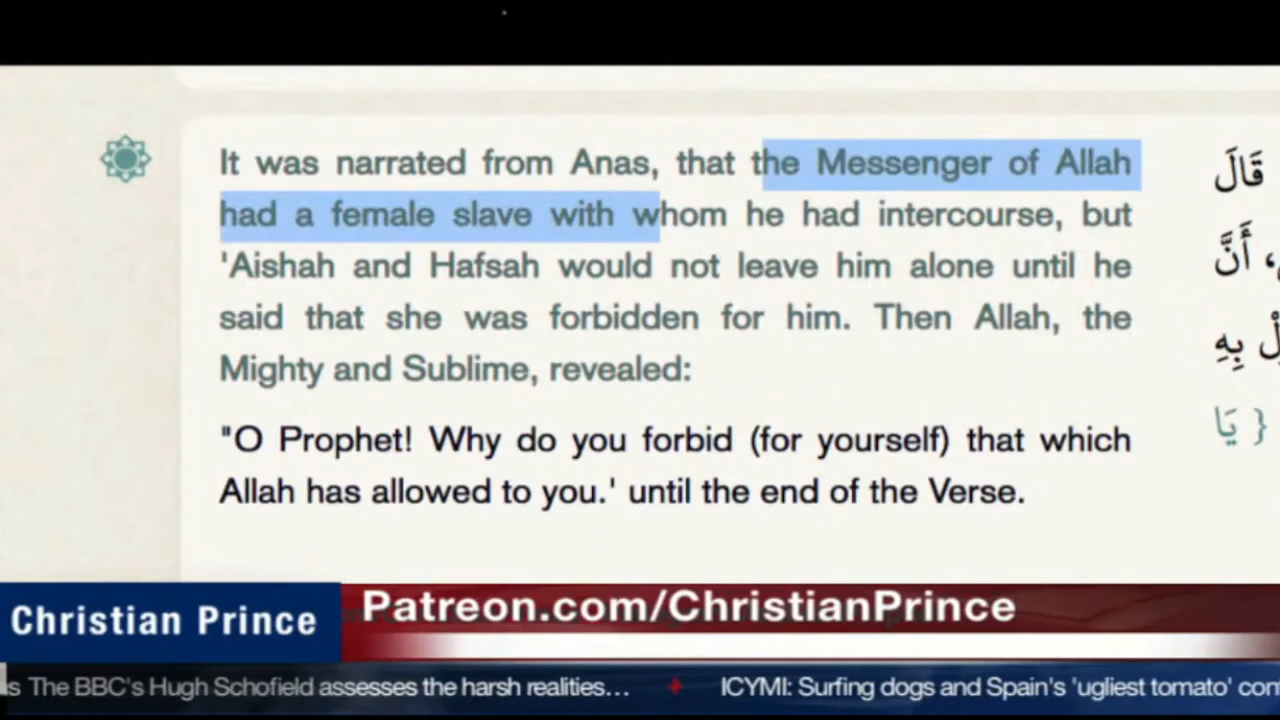 It was narrated from Anas, that the Messenger of Allah
had a female slave with whom he had intercourse, but
'Aishah and Hafsah would not leave him alone until he
said that she was forbidden for him. Then Allah, the
Mighty and Sublime, revealed:
"O Prophet! Why do you forbid (for yourself) that which
Allah has allowed to you.' until the end of the Verse.
قَالَ
أَنَّ
بِهِ
{ يَا
Christian Prince
Patreon.com/ChristianPrince
s The BBC's Hugh Schofield assesses the harsh realities...
ICYMI: Surfing dogs and Spain's 'ugliest tomato' con